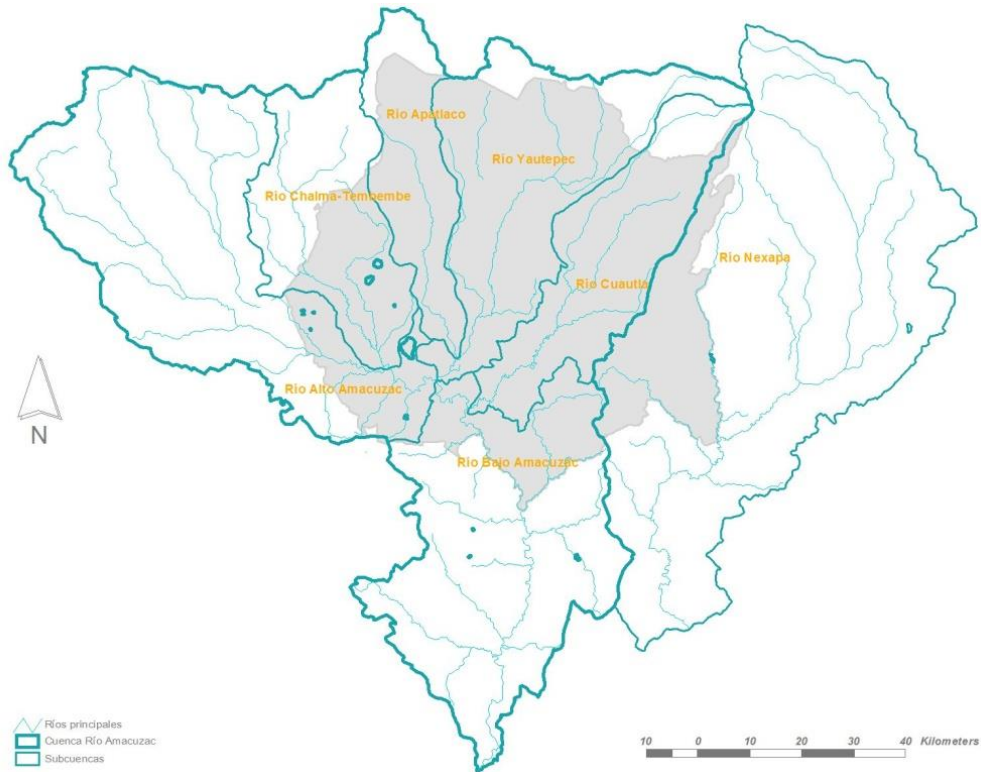 Río Apatlaco
Río Yautepec
Río Chalma-Tembembe
Río Nexapa
Río Cuautla
Río Alto Amacuzac
Río Bajo Amacuzac
N
Ríos principales
Cuenca Río Amacuzac
Subcuencas
10 0 10 20 30 40 Kilometers